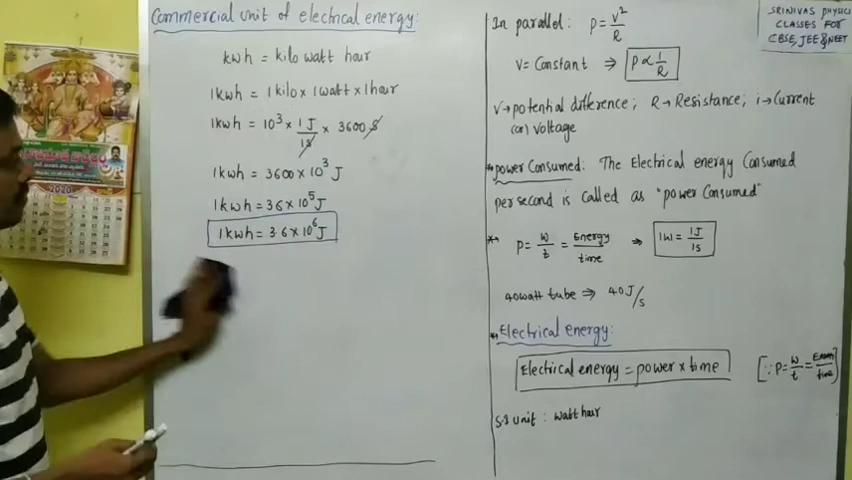 Commercial unit of electrical energy:
kwh = kilo watt hour
1kwh = 1kilo x 1watt x 1hour
1kwh = 10³ x 1J/1s x 3600 s
1kwh = 3600 x 10³ J
1kwh = 36 x 10⁵ J
1kwh = 3.6 x 10⁶ J
In parallel: P = V²/R
V = Constant ⇒ P ∝ 1/R
V → potential difference; R → Resistance; i → Current
(or) voltage
*power Consumed: The Electrical energy Consumed
per second is called as "power Consumed"
* P = W/t = Energy/time ⇒ 1W = 1J/1s
40watt tube ⇒ 40 J/s
*Electrical energy:
Electrical energy = power x time [∵ P = W/t =
S.I unit : watt hour
SRINIVAS PHYSICS
CLASSES FOR
CBSE, JEE & NEET
2020